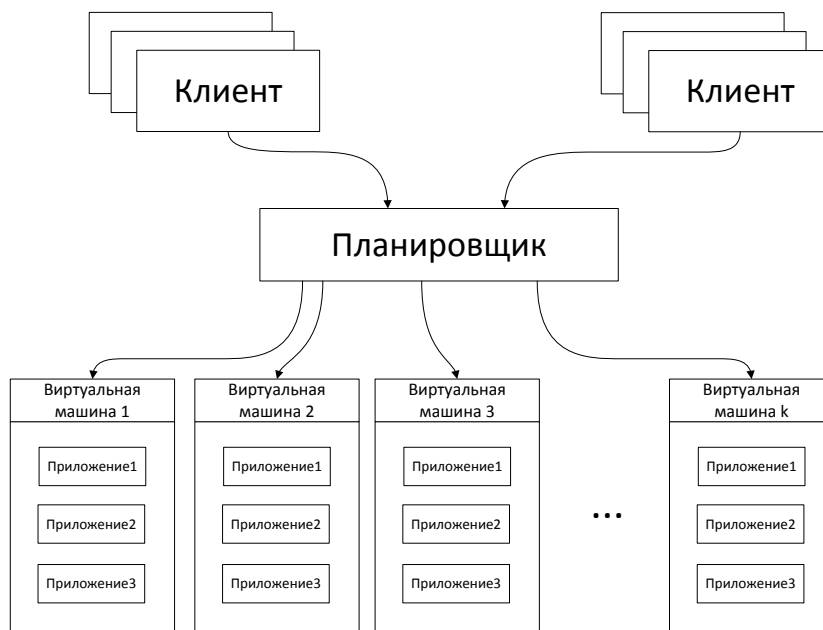 Клиент
Клиент
Планировщик
Виртуальная
машина 1
Виртуальная
машина 2
Виртуальная
машина 3
Виртуальная
машина k
Приложение1
Приложение1
Приложение1
Приложение1
Приложение2
Приложение2
Приложение2
...
Приложение2
Приложение3
Приложение3
Приложение3
Приложение3